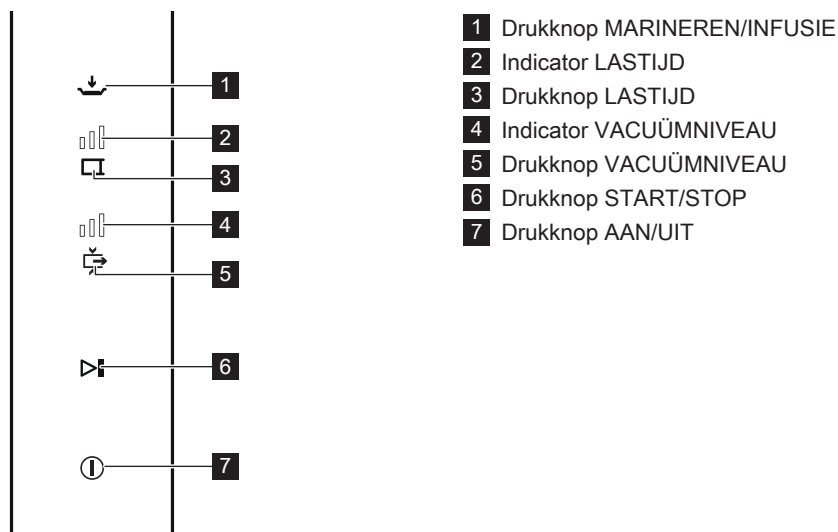 1
2
3
4
5
6
7
1 Drukknop MARINEREN/INFUSIE
2 Indicator LASTIJD
3 Drukknop LASTIJD
4 Indicator VACUÜMNIVEAU
5 Drukknop VACUÜMNIVEAU
6 Drukknop START/STOP
7 Drukknop AAN/UIT